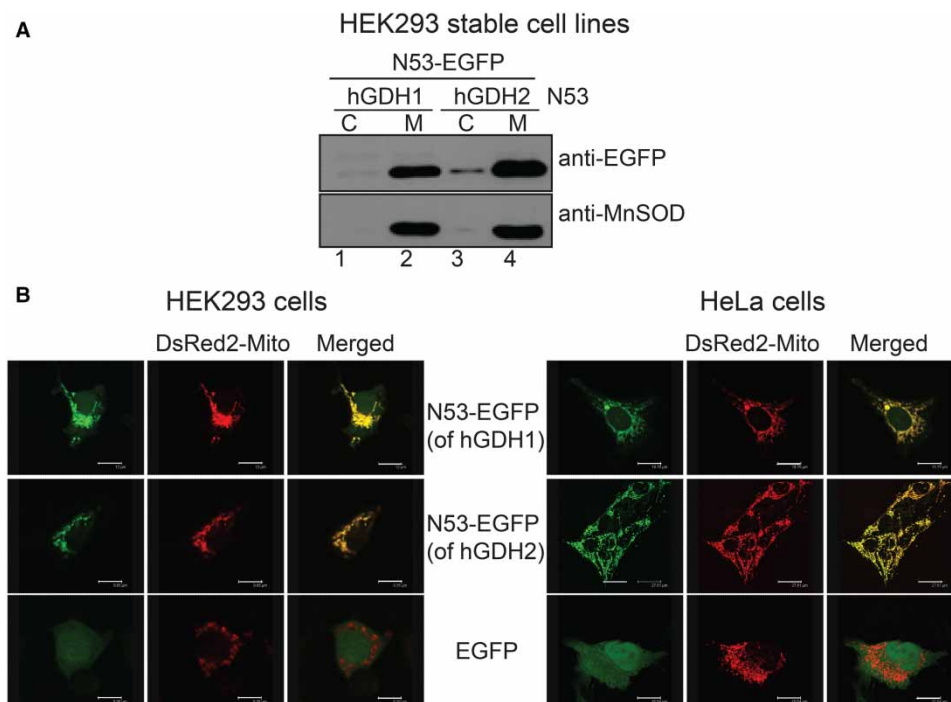 A
HEK293 stable cell lines
N53-EGFP
hGDH1 hGDH2 N53
C M C M
anti-EGFP
anti-MnSOD
1 2 3 4
B
HEK293 cells
HeLa cells
DsRed2-Mito Merged
DsRed2-Mito Merged
N53-EGFP
(of hGDH1)
N53-EGFP
(of hGDH2)
EGFP